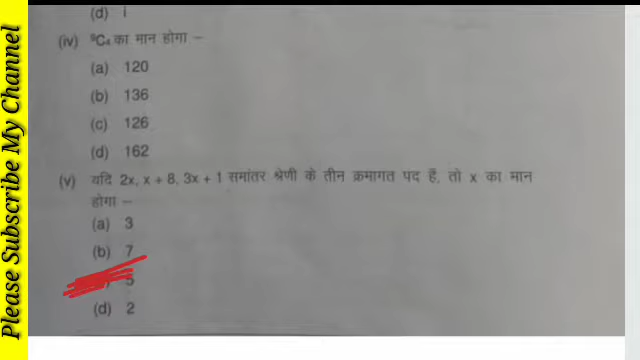 Please Subscribe My Channel
(d) i
(iv) ⁹C₄ का मान होगा –
(a) 120
(b) 136
(c) 126
(d) 162
(v) यदि 2x, x + 8, 3x + 1 समांतर श्रेणी के तीन क्रमागत पद हैं, तो x का मान
होगा –
(a) 3
(b) 7
5
(d) 2